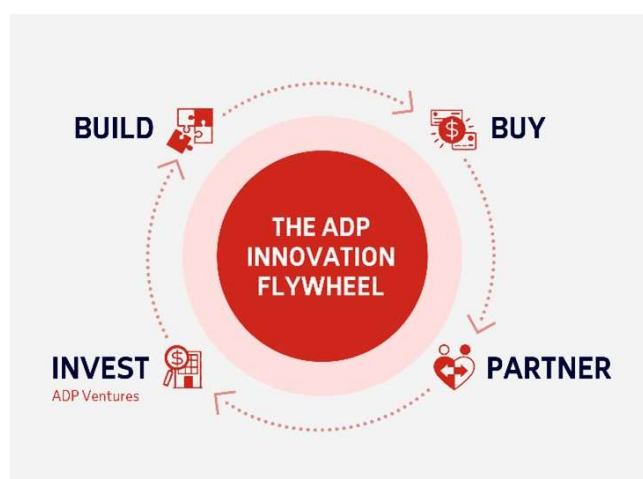 BUILD
BUY
THE ADP
INNOVATION
FLYWHEEL
INVEST
ADP Ventures
PARTNER